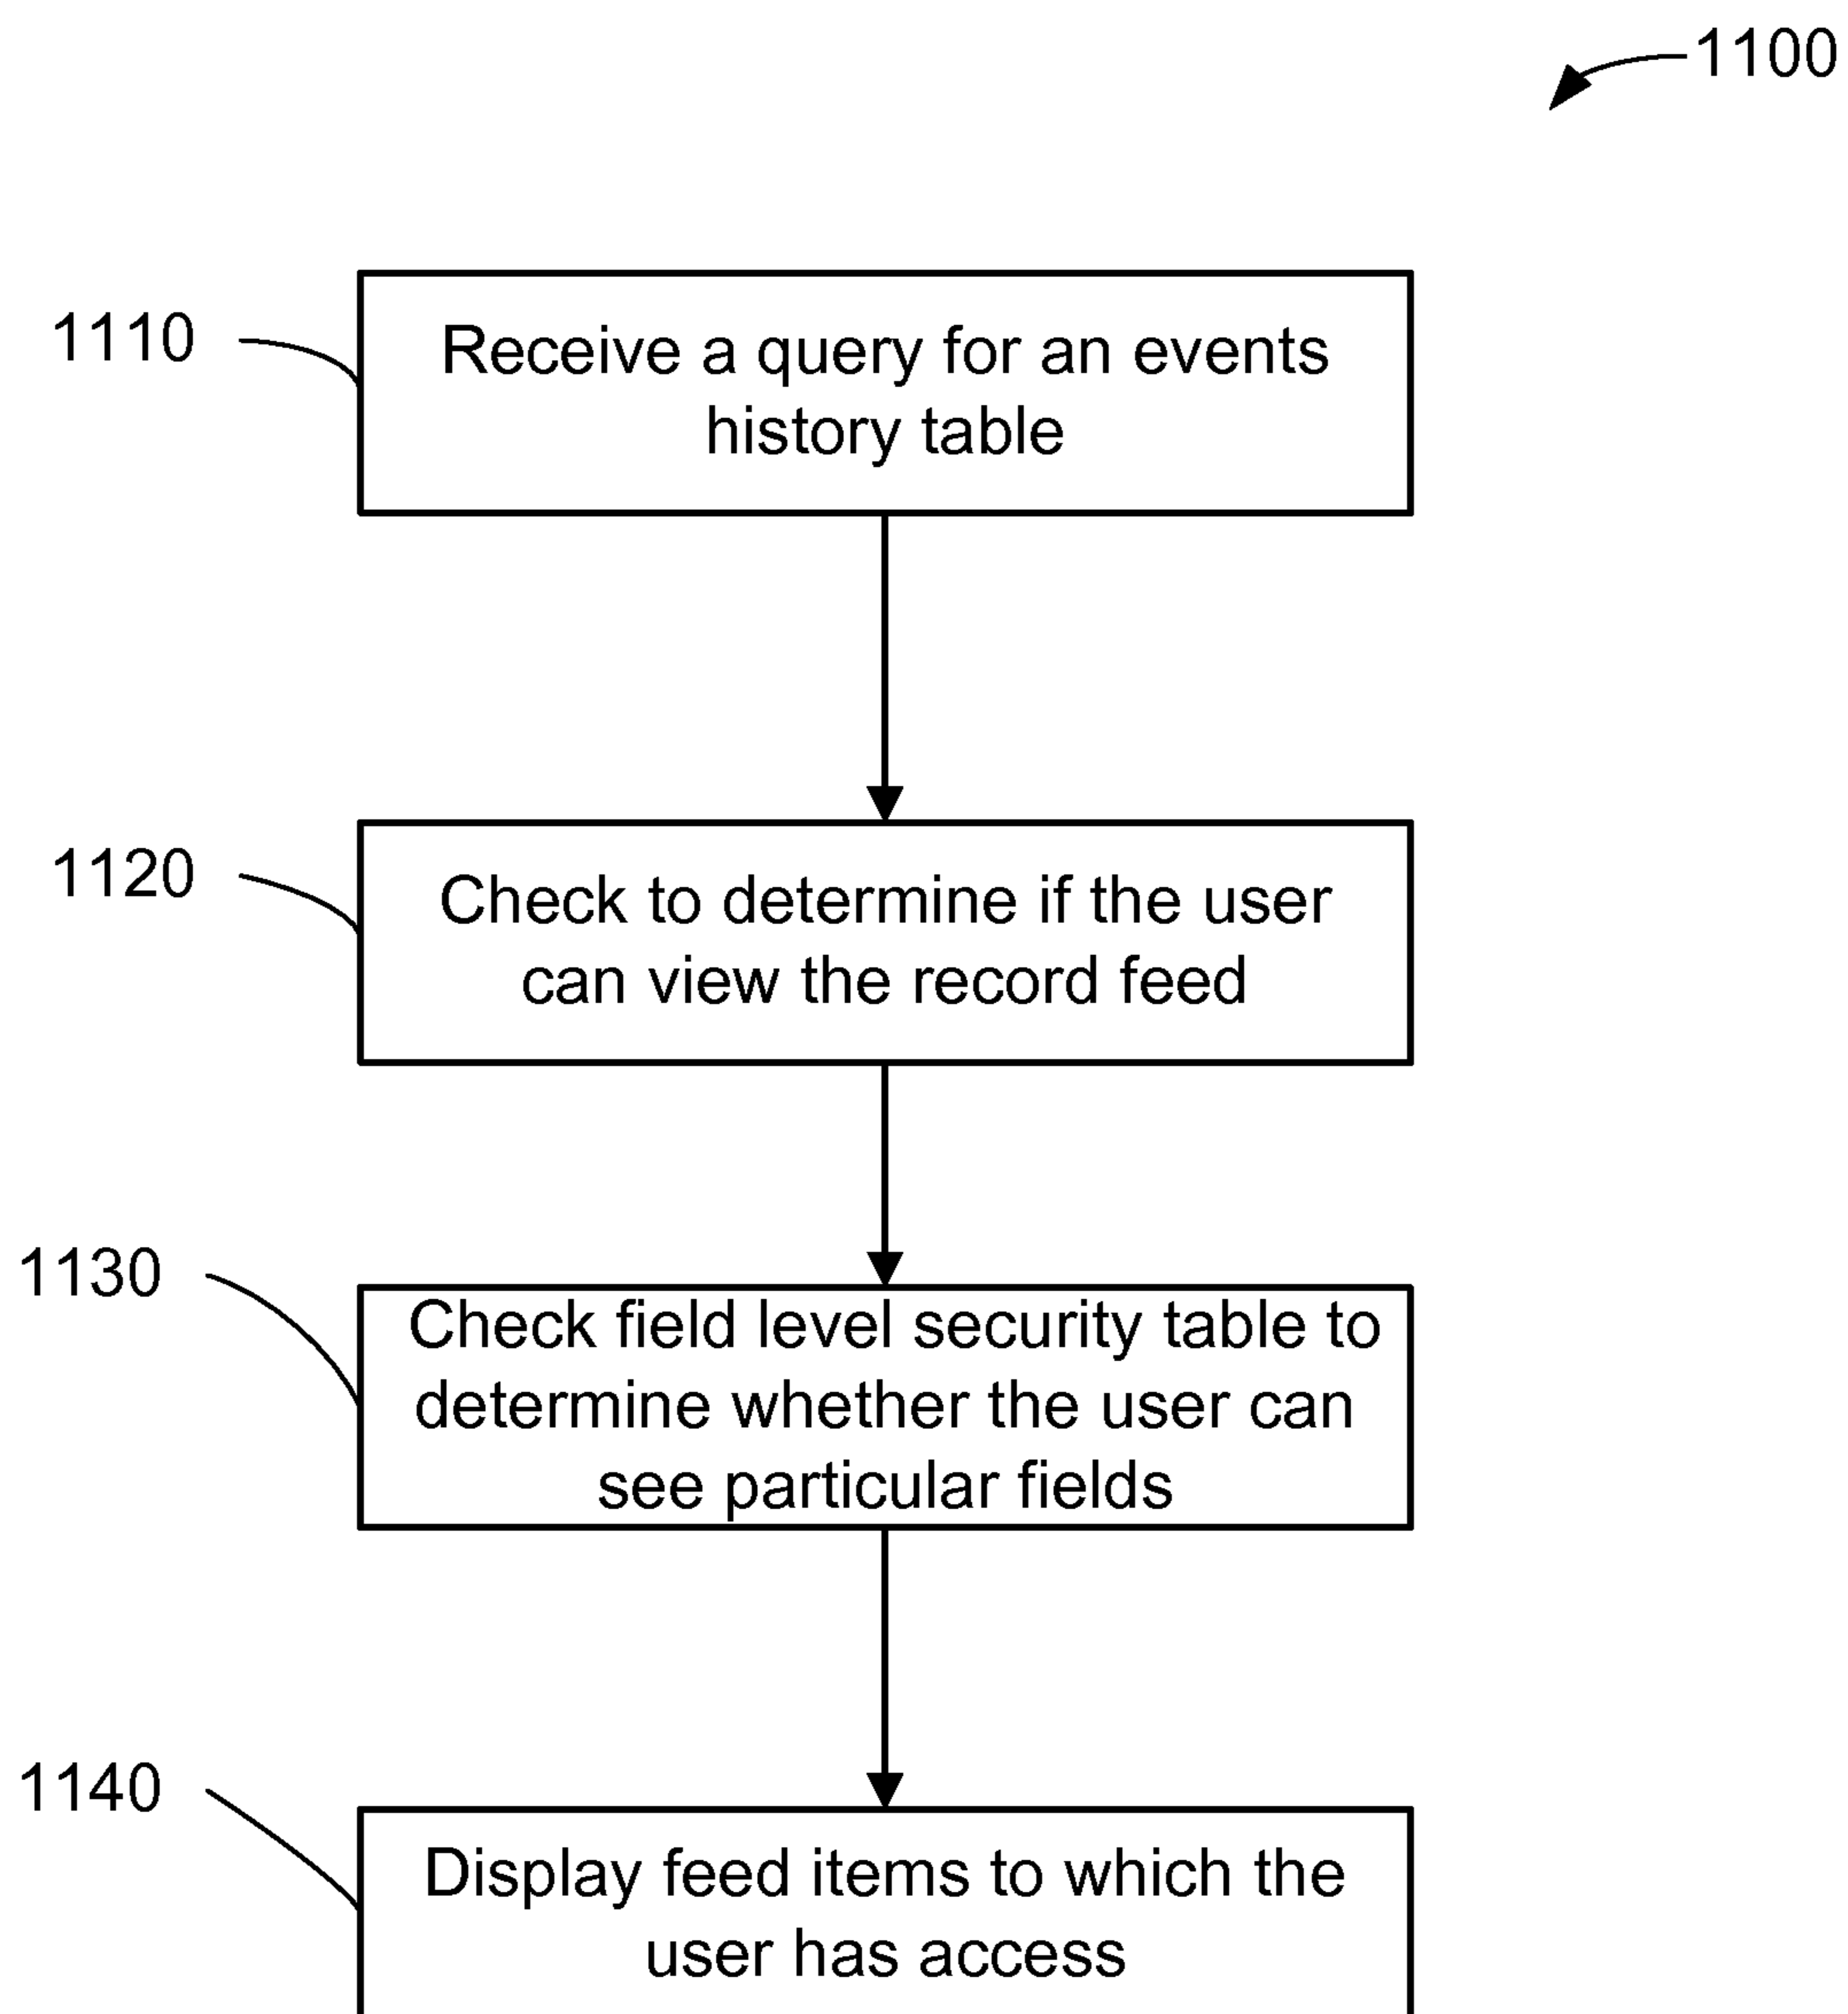 1100
1110
Receive a query for an events
history table
1120
Check to determine if the user
can view the record feed
1130
Check field level security table to
determine whether the user can
see particular fields
1140
Display feed items to which the
user has access